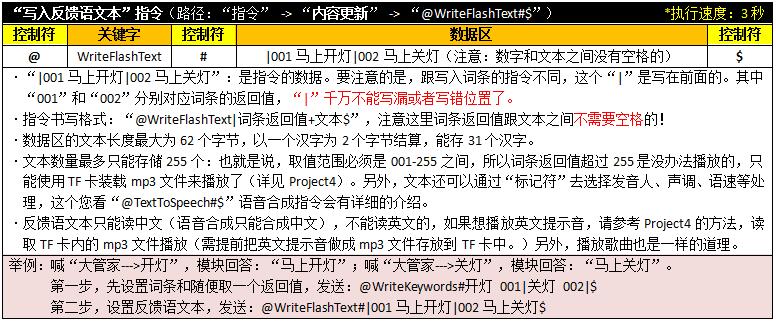 “写入反馈语文本”指令（路径：“指令” -> “内容更新” -> “@WriteFlashText#$”） *执行速度：3 秒
控制符 关键字 控制符 数据区 控制符
@ WriteFlashText # |001 马上开灯|002 马上关灯（注意：数字和文本之间没有空格的） $
·“|001 马上开灯|002 马上关灯”：是指令的数据。要注意的是，跟写入词条的指令不同，这个“|”是写在前面的。其中
“001”和“002”分别对应词条的返回值，“|”千万不能写漏或者写错位置了。
·指令书写格式：“@WriteFlashText|词条返回值+文本$”，注意这里词条返回值跟文本之间不需要空格的！
·数据区的文本长度最大为 62 个字节，以一个汉字为 2 个字节结算，能存 31 个汉字。
·文本数量最多只能存储 255 个：也就是说，取值范围必须是 001-255 之间，所以词条返回值超过 255 是没办法播放的，只
能使用 TF 卡装载 mp3 文件来播放了（详见 Project4）。另外，文本还可以通过“标记符”去选择发音人、声调、语速等处
理，这个您看“@TextToSpeech#$”语音合成指令会有详细的介绍。
·反馈语文本只能读中文（语音合成只能合成中文），不能读英文的，如果想播放英文提示音，请参考 Project4 的方法，读
取 TF 卡内的 mp3 文件播放（需提前把英文提示音做成 mp3 文件存放到 TF 卡中。）另外，播放歌曲也是一样的道理。
举例：喊“大管家--->开灯”，模块回答：“马上开灯”；喊“大管家--->关灯”，模块回答：“马上关灯”。
第一步，先设置词条和随便取一个返回值，发送：@WriteKeywords#开灯 001|关灯 002|$
第二步，设置反馈语文本，发送：@WriteFlashText#|001 马上开灯|002 马上关灯$